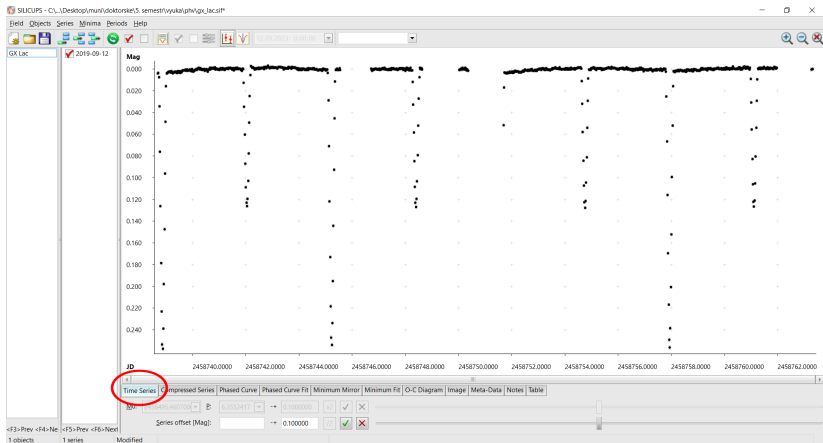 SILICUPS - C:\...\Desktop\muni\doktorske\5. semestr\vyuka\phv\gx_lac.sif*
Field Objects Series Minima Periods Help
GX Lac
2019-09-12
Mag
0.000
0.020
0.040
0.060
0.080
0.100
0.120
0.140
0.160
0.180
0.200
0.220
0.240
JD 2458740.0000 2458742.0000 2458744.0000 2458746.0000 2458748.0000 2458750.0000 2458752.0000 2458754.0000 2458756.0000 2458758.0000 2458760.0000 2458762.0000
Time Series Compressed Series Phased Curve Phased Curve Fit Minimum Mirror Minimum Fit O-C Diagram Image Meta-Data Notes Table
M₀: P: → 0.1000000
Series offset [Mag]: → 0.100000
<F3>Prev <F4>Ne <F5>Prev <F6>Next
1 objects 1 series Modified